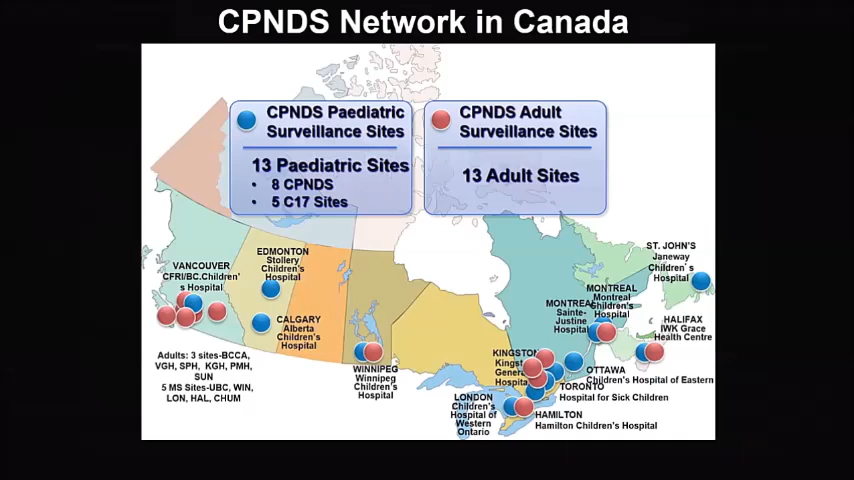 CPNDS Network in Canada
CPNDS Paediatric
Surveillance Sites
13 Paediatric Sites
• 8 CPNDS
• 5 C17 Sites
CPNDS Adult
Surveillance Sites
13 Adult Sites
VANCOUVER
CFRI/BC.Children'
s Hospital
EDMONTON
Stollery
Children's
Hospital
CALGARY
Alberta
Children's
Hospital
Adults: 3 sites-BCCA,
VGH, SPH, KGH, PMH,
SUN
5 MS Sites-UBC, WIN,
LON, HAL, CHUM
WINNIPEG
Winnipeg
Children's
Hospital
ST. JOHN'S
Janeway
Children's
Hospital
MONTREAL
Montreal
Children's
Hospital
MONTREAL
Sainte-
Justine
Hospital
HALIFAX
IWK Grace
Health Centre
KINGSTON
Kingst
Gener
Hospita
OTTAWA
Children's Hospital of Eastern
TORONTO
Hospital for Sick Children
LONDON
Children's
Hospital of
Western
Ontario
HAMILTON
Hamilton Children's Hospital